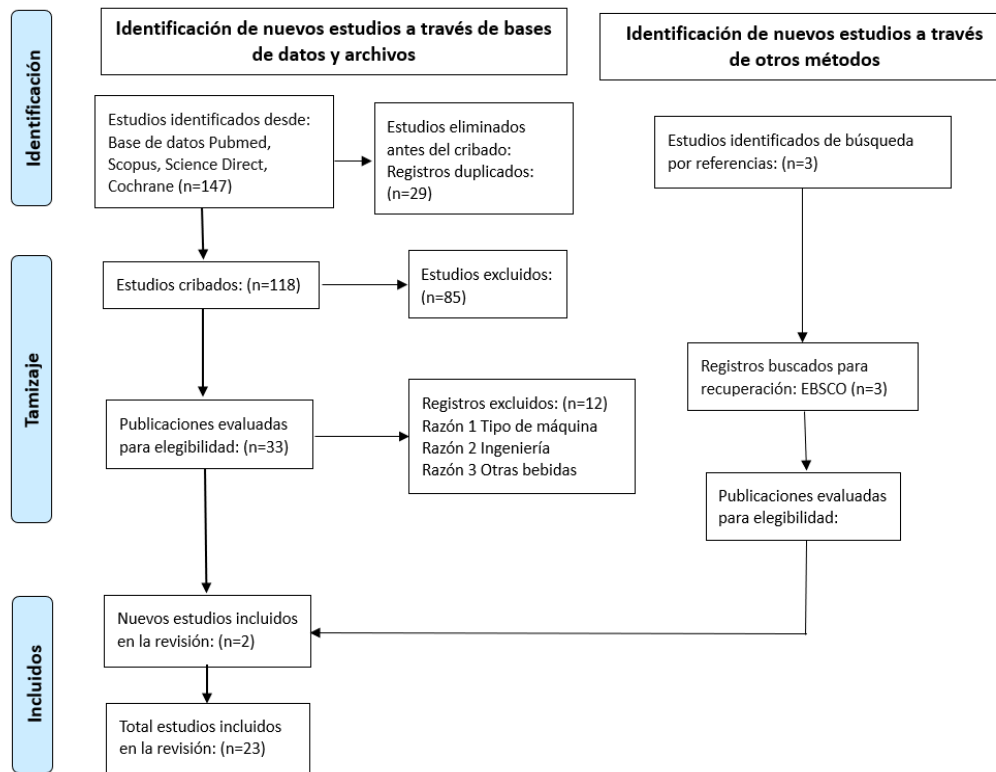 Identificación
Identificación de nuevos estudios a través de bases
de datos y archivos
Identificación de nuevos estudios a través
de otros métodos
Estudios identificados desde:
Base de datos Pubmed,
Scopus, Science Direct,
Cochrane (n=147)
Estudios eliminados
antes del cribado:
Registros duplicados:
(n=29)
Estudios identificados de búsqueda
por referencias: (n=3)
Tamizaje
Estudios cribados: (n=118)
Estudios excluidos:
(n=85)
Registros buscados para
recuperación: EBSCO (n=3)
Publicaciones evaluadas
para elegibilidad: (n=33)
Registros excluidos: (n=12)
Razón 1 Tipo de máquina
Razón 2 Ingeniería
Razón 3 Otras bebidas
Publicaciones evaluadas
para elegibilidad:
Incluidos
Nuevos estudios incluidos
en la revisión: (n=2)
Total estudios incluidos
en la revisión: (n=23)